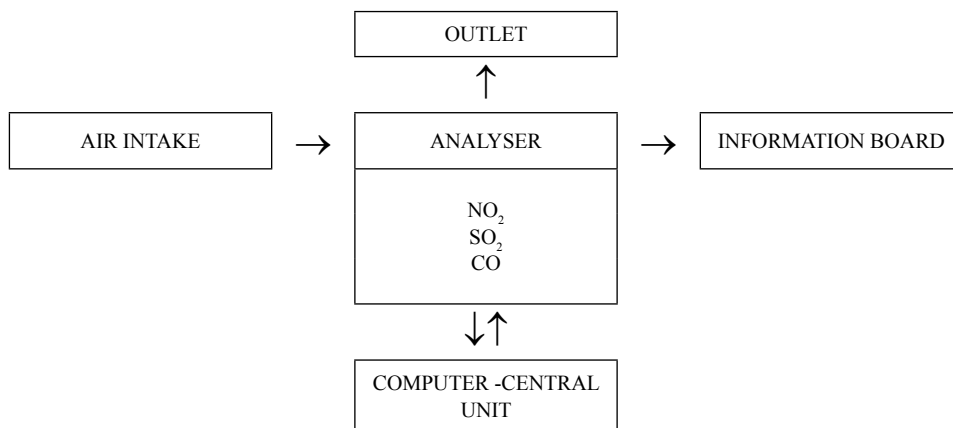 OUTLET
AIR INTAKE
ANALYSER
INFORMATION BOARD
NO₂
SO₂
CO
COMPUTER -CENTRAL
UNIT